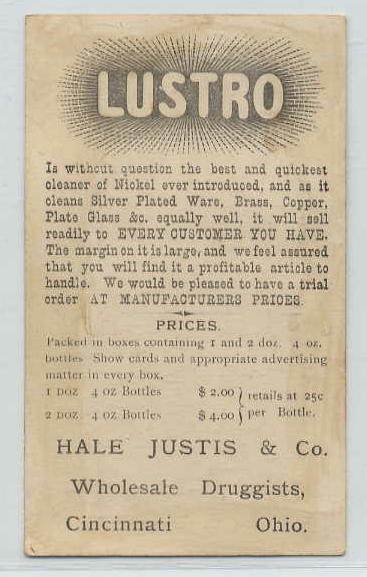 LUSTRO
Is without question the best and quickest
cleaner of Nickel ever introduced, and as it
cleans Silver Plated Ware, Brass, Copper,
Plate Glass &c. equally well, it will sell
readily to EVERY CUSTOMER YOU HAVE.
The margin on it is large, and we feel assured
that you will find it a profitable article to
handle. We would be pleased to have a trial
order AT MANUFACTURERS PRICES.
PRICES.
Packed in boxes containing 1 and 2 doz. 4 oz.
bottles Show cards and appropriate advertising
matter in every box.
1 DOZ 4 OZ Bottles $2.00 } retails at 25c
2 DOZ 4 OZ Bottles $4.00 } per Bottle.
HALE JUSTIS & Co.
Wholesale Druggists,
Cincinnati Ohio.